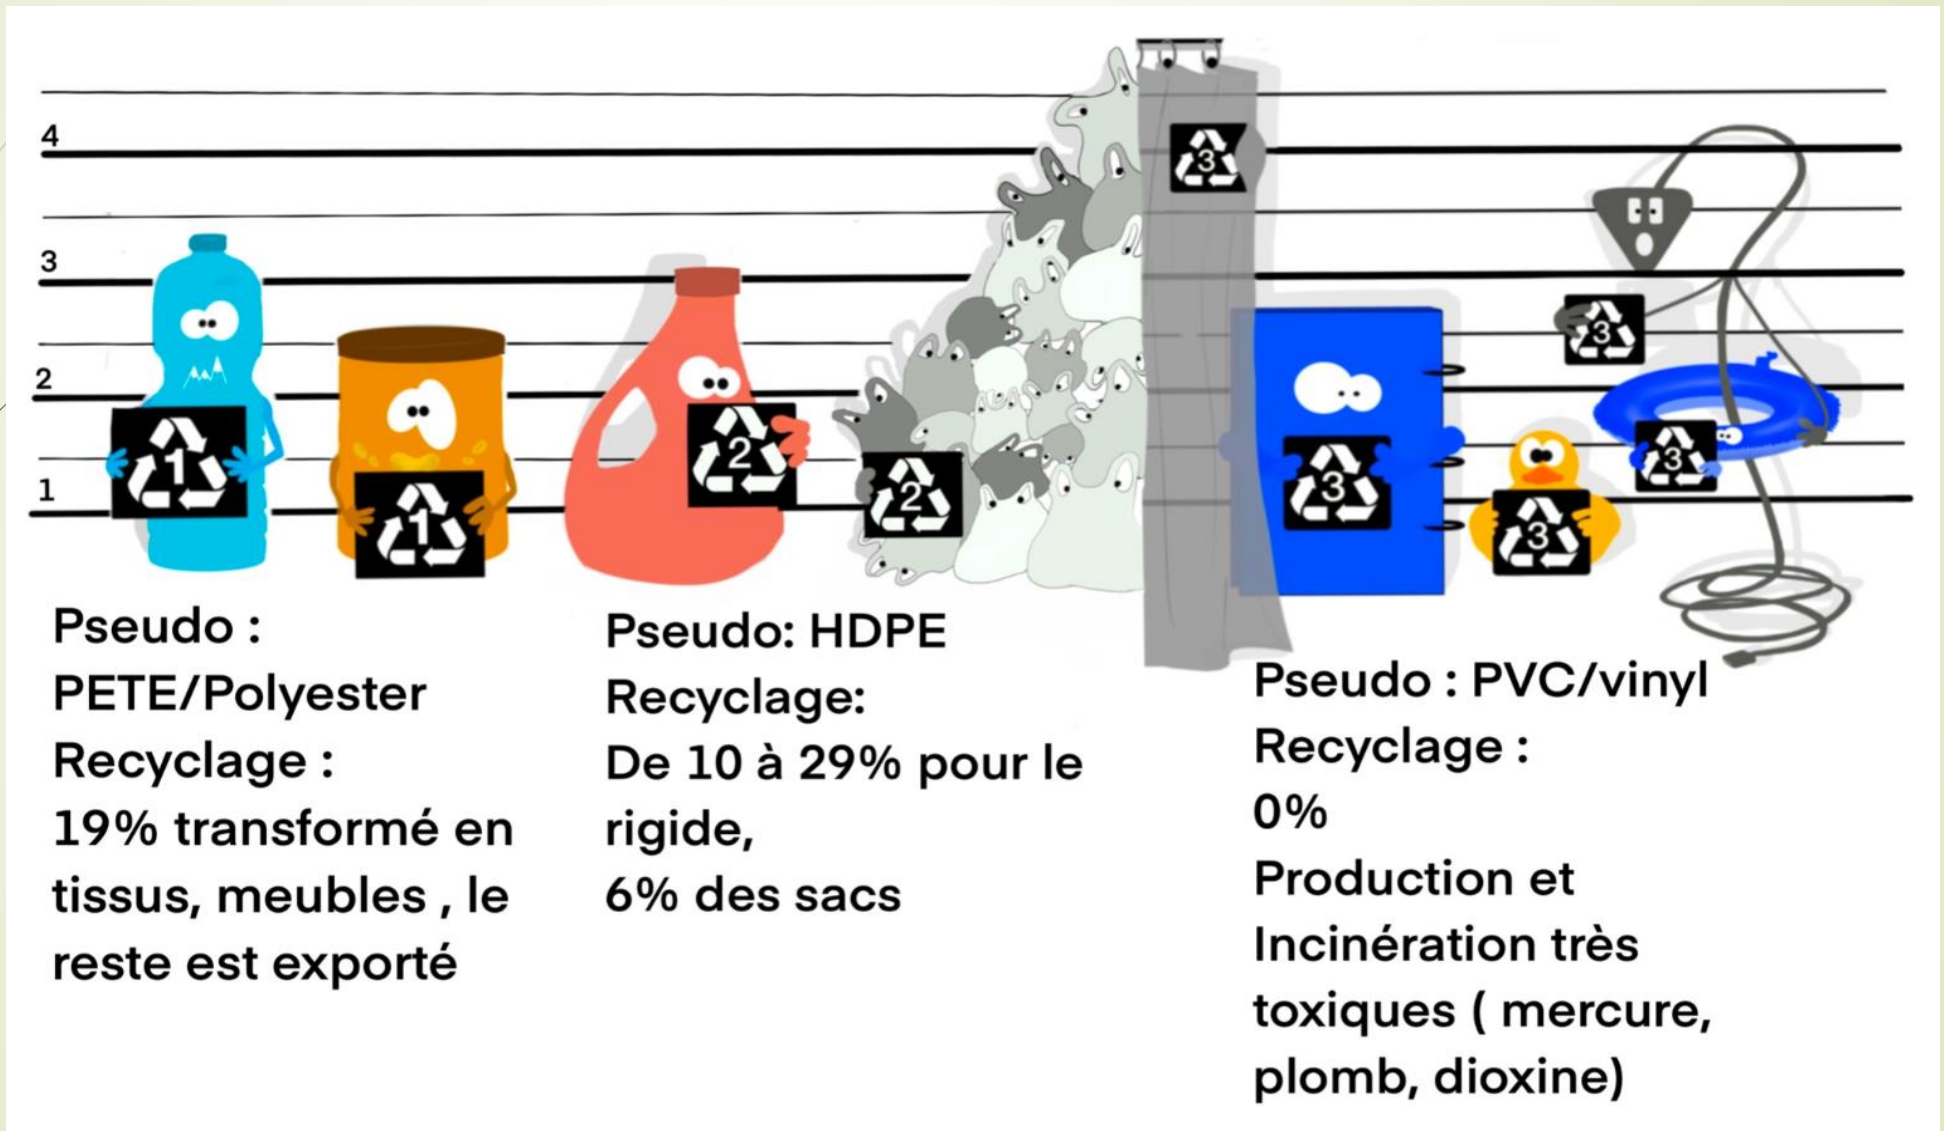 4
3
2
1
1
1
2
2
3
3
3
3
3
Pseudo :
PETE/Polyester
Recyclage :
19% transformé en
tissus, meubles , le
reste est exporté
Pseudo: HDPE
Recyclage:
De 10 à 29% pour le
rigide,
6% des sacs
Pseudo : PVC/vinyl
Recyclage :
0%
Production et
Incinération très
toxiques ( mercure,
plomb, dioxine)